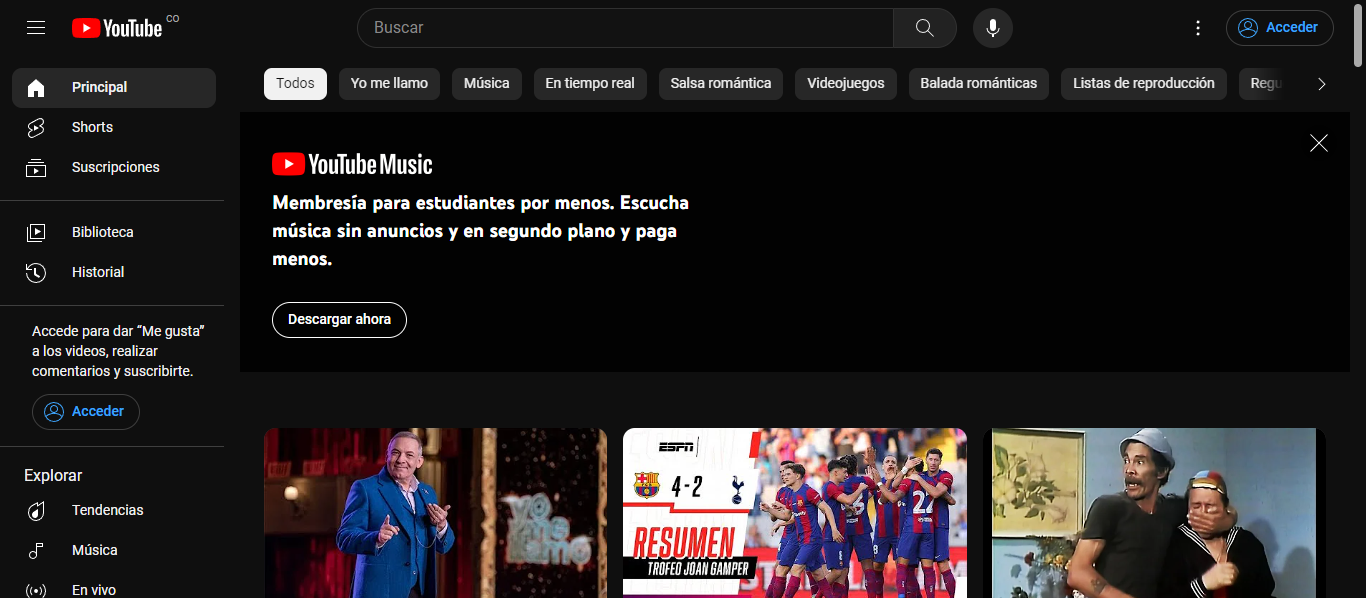 YouTube CO
Buscar
Acceder
Principal
Shorts
Suscripciones
Biblioteca
Historial
Accede para dar “Me gusta”
a los videos, realizar
comentarios y suscribirte.
Acceder
Explorar
Tendencias
Música
En vivo
Todos
Yo me llamo
Música
En tiempo real
Salsa romántica
Videojuegos
Balada románticas
Listas de reproducción
YouTube Music
Membresía para estudiantes por menos. Escucha
música sin anuncios y en segundo plano y paga
menos.
Descargar ahora
yo
me
llamo
ESPN
4-2
RESUMEN
TROFEO JOAN GAMPER
22